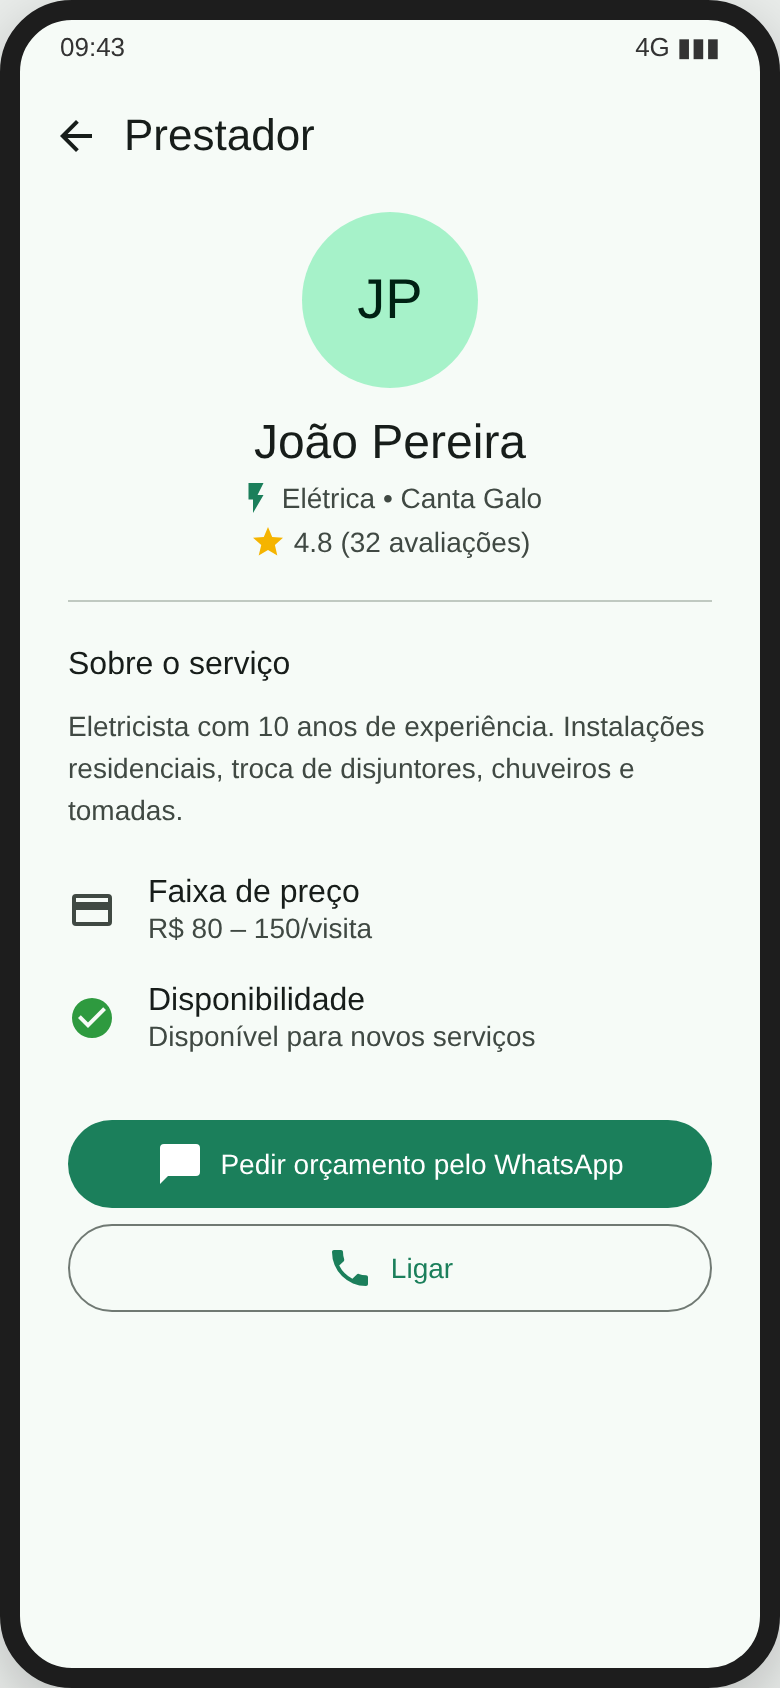 09:43 4G
Prestador
JP
João Pereira
Elétrica • Canta Galo
4.8 (32 avaliações)
Sobre o serviço
Eletricista com 10 anos de experiência. Instalações
residenciais, troca de disjuntores, chuveiros e
tomadas.
Faixa de preço
R$ 80 – 150/visita
Disponibilidade
Disponível para novos serviços
Pedir orçamento pelo WhatsApp
Ligar